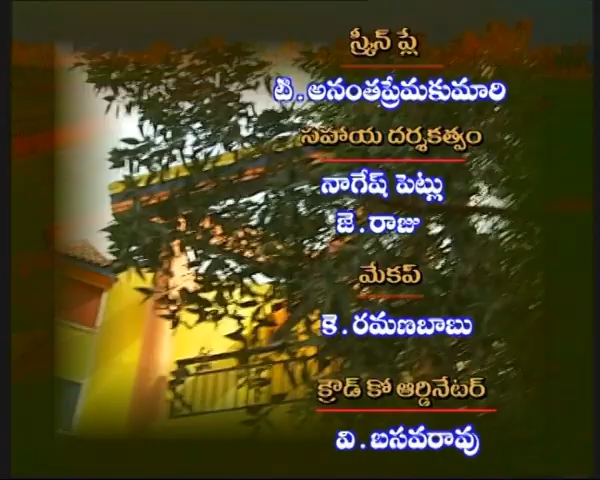 స్క్రీన్ ప్లే
టి.అనంతప్రేమకుమారి
సహాయ దర్శకత్వం
నాగేష్ పెట్లు
జె.రాజు
మేకప్
కె.రమణబాబు
క్రౌడ్ కో ఆర్డినేటర్
వి.బసవరావు